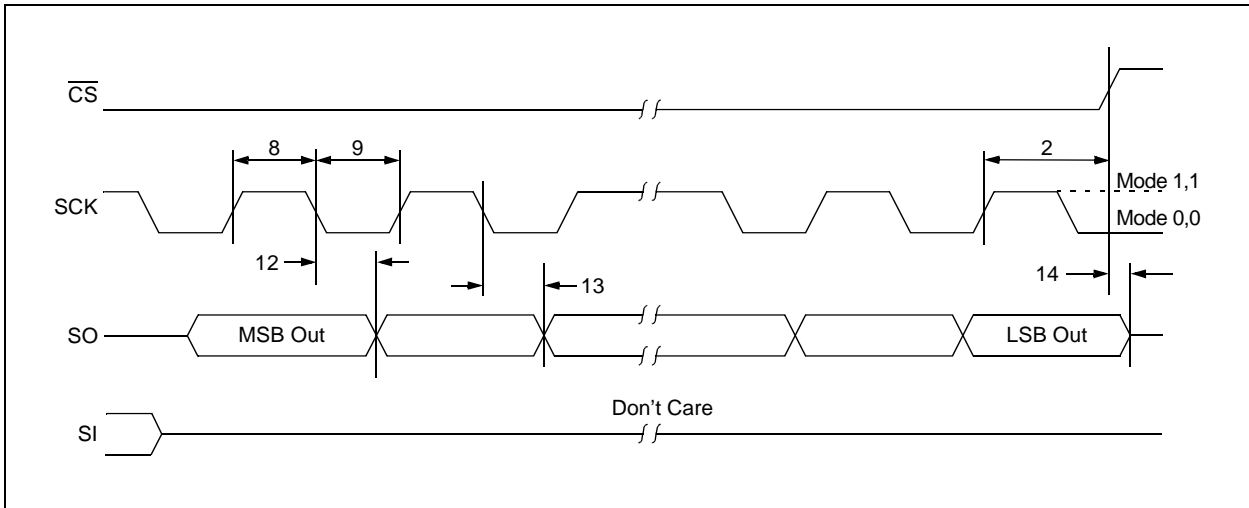 CS
8
9
2
SCK
Mode 1,1
Mode 0,0
12
13
14
SO
MSB Out
LSB Out
Don't Care
SI